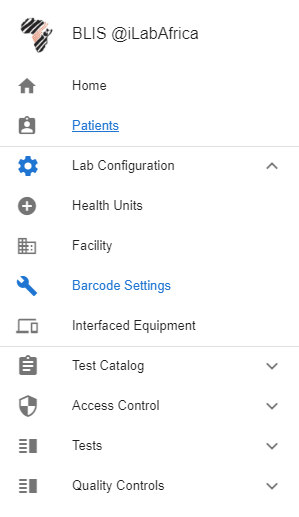 BLIS @iLabAfrica
Home
Patients
Lab Configuration
Health Units
Facility
Barcode Settings
Interfaced Equipment
Test Catalog
Access Control
Tests
Quality Controls